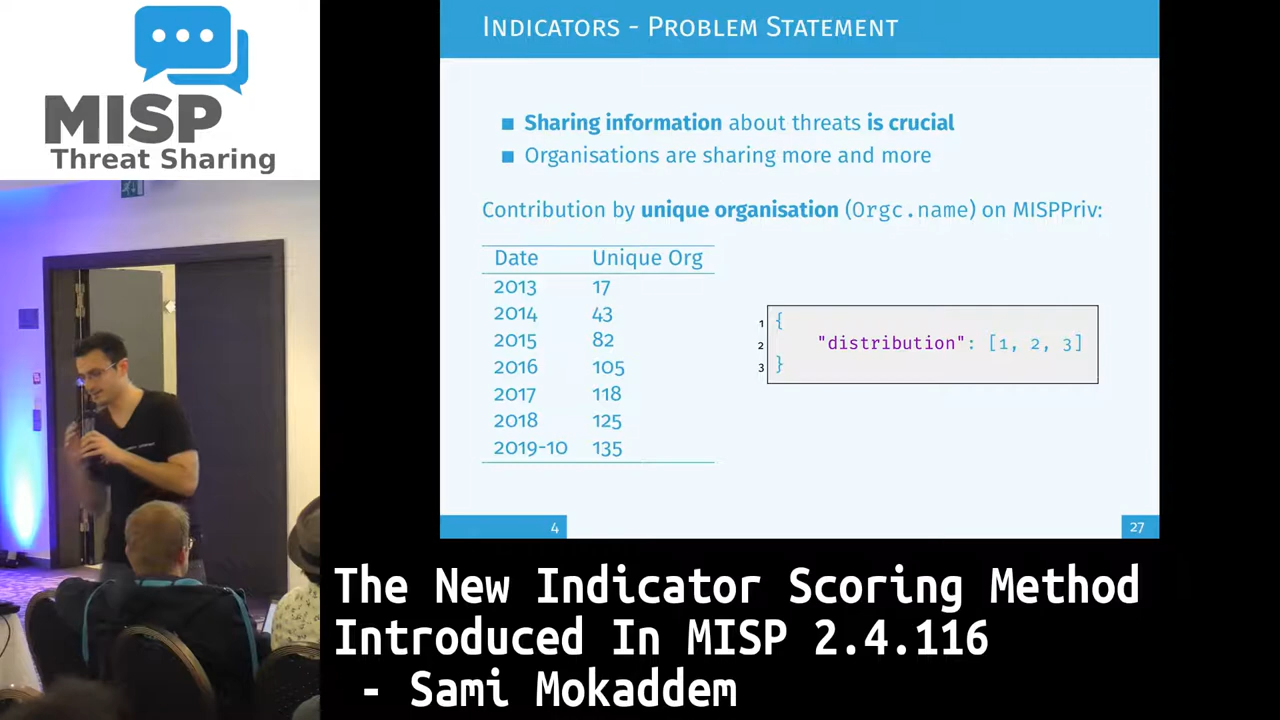 MISP
Threat Sharing
Indicators - Problem Statement
Sharing information about threats is crucial
Organisations are sharing more and more
Contribution by unique organisation (Orgc.name) on MISPPriv:
Date Unique Org
2013 17
2014 43
2015 82
2016 105
2017 118
2018 125
2019-10 135
1 {
2 "distribution": [1, 2, 3]
3 }
4 27
The New Indicator Scoring Method
Introduced In MISP 2.4.116
- Sami Mokaddem